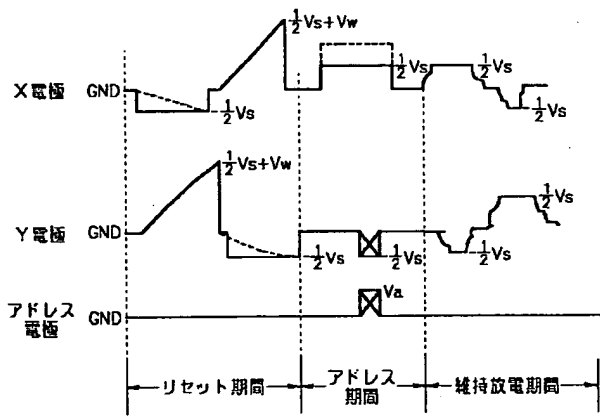 ½Vs+Vw
X電極 GND ½Vs ½Vs
-½Vs -½Vs
½Vs+Vw
½Vs
Y電極 GND
-½Vs -½Vs -½Vs
Va
アドレス電極 GND
リセット期間 アドレス期間 維持放電期間